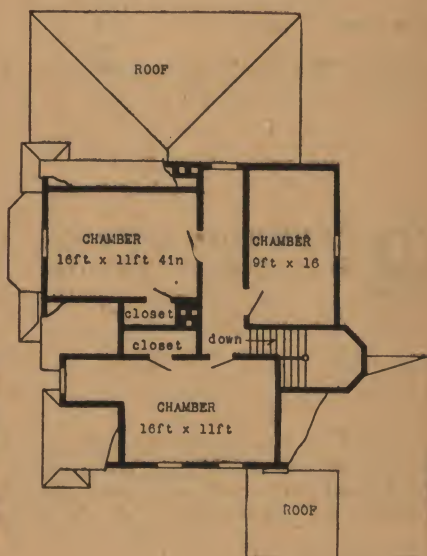 ROOF
CHAMBER
16ft x 11ft 4in
CHAMBER
9ft x 16
closet
closet
down
CHAMBER
16ft x 11ft
ROOF